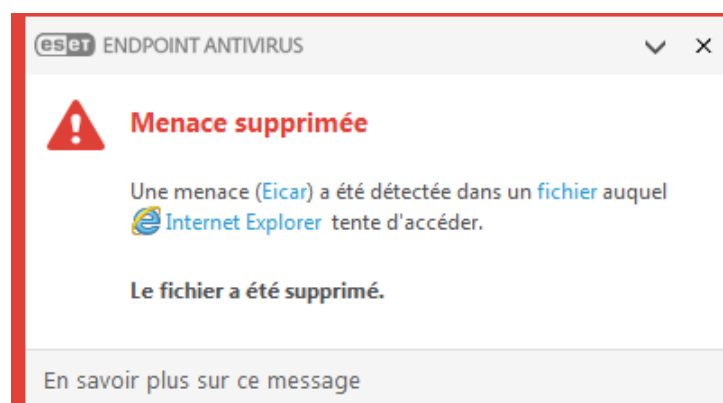 eset ENDPOINT ANTIVIRUS
Menace supprimée
Une menace (Eicar) a été détectée dans un fichier auquel
Internet Explorer tente d'accéder.
Le fichier a été supprimé.
En savoir plus sur ce message